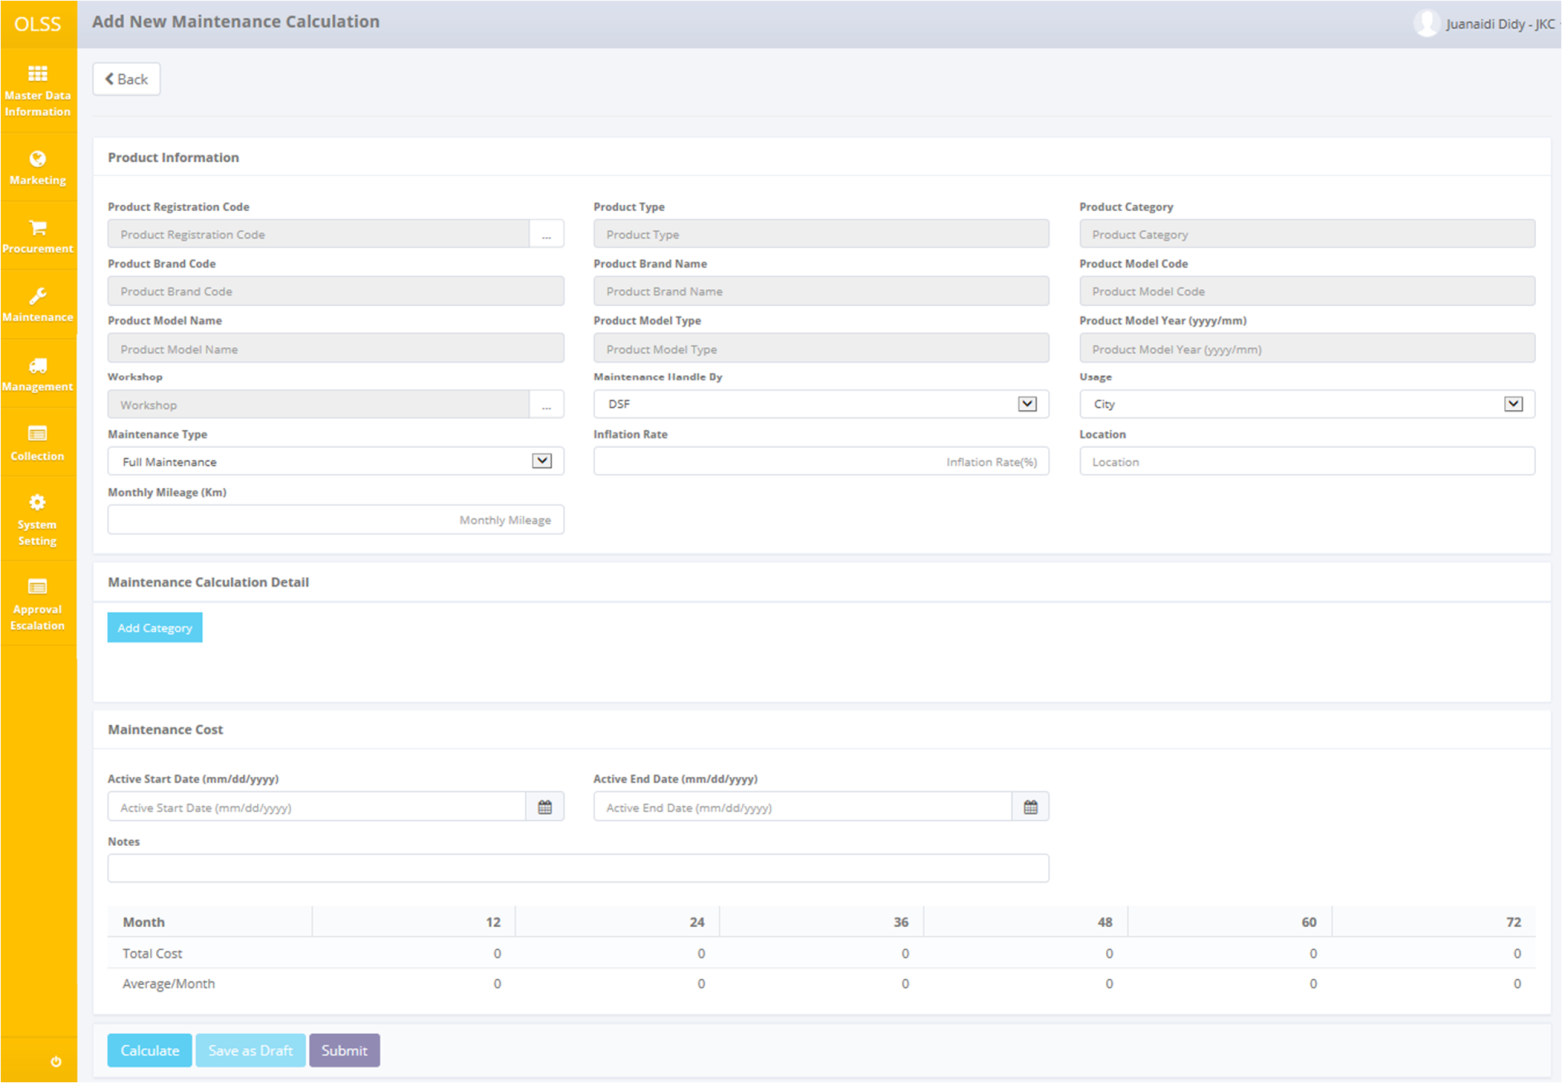 OLSS
Add New Maintenance Calculation
Juanaidi Didy - JKC
Master Data
Information
Marketing
Procurement
Maintenance
Management
Collection
System
Setting
Approval
Escalation
Back
Product Information
Product Registration Code
Product Type
Product Category
Product Registration Code
...
Product Type
Product Category
Product Brand Code
Product Brand Name
Product Model Code
Product Brand Code
Product Brand Name
Product Model Code
Product Model Name
Product Model Type
Product Model Year (yyyy/mm)
Product Model Name
Product Model Type
Product Model Year (yyyy/mm)
Workshop
Maintenance Handle By
Usage
Workshop
...
DSF
City
Maintenance Type
Inflation Rate
Location
Full Maintenance
Inflation Rate(%)
Location
Monthly Mileage (Km)
Monthly Mileage
Maintenance Calculation Detail
Add Category
Maintenance Cost
Active Start Date (mm/dd/yyyy)
Active End Date (mm/dd/yyyy)
Active Start Date (mm/dd/yyyy)
Active End Date (mm/dd/yyyy)
Notes
Month 12 24 36 48 60 72
Total Cost 0 0 0 0 0 0
Average/Month 0 0 0 0 0 0
Calculate
Save as Draft
Submit